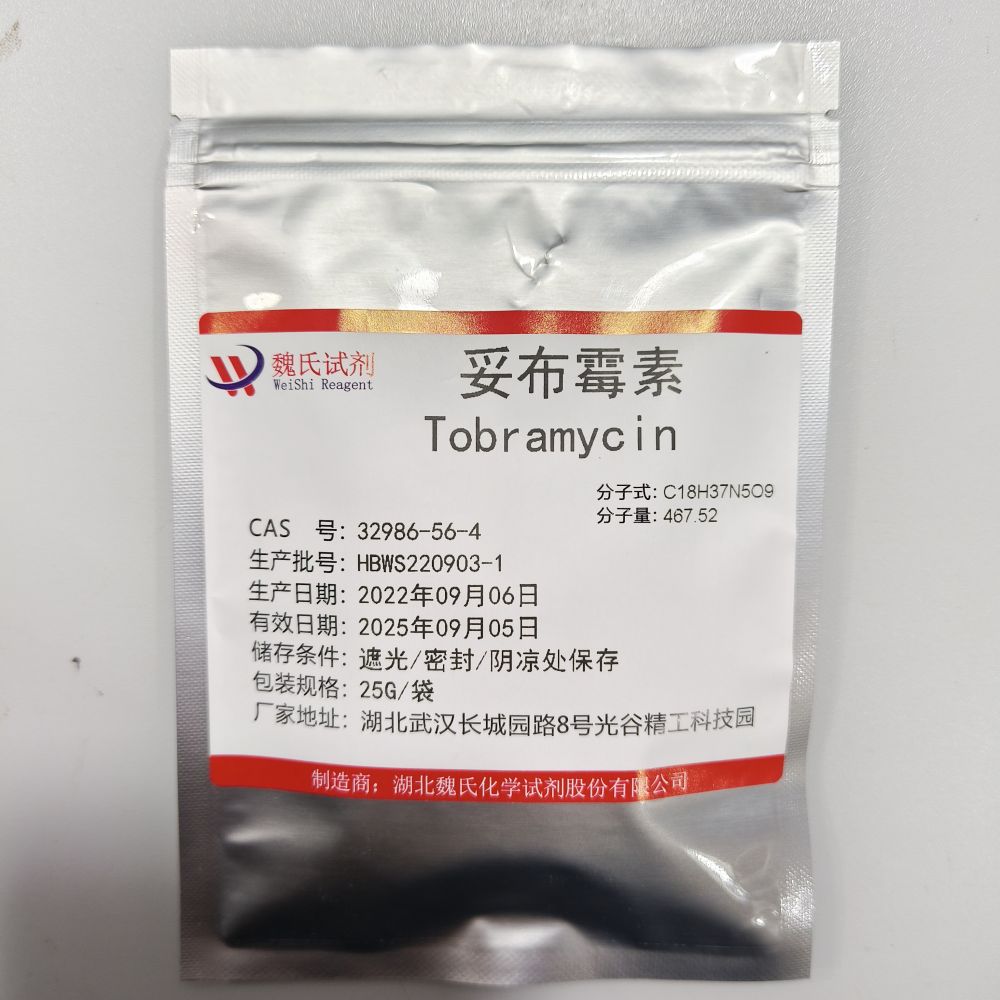 魏氏试剂
WeiShi Reagent
妥布霉素
Tobramycin
分子式: C18H37N5O9
分子量: 467.52
CAS 号: 32986-56-4
生产批号: HBWS220903-1
生产日期: 2022年09月06日
有效日期: 2025年09月05日
储存条件: 遮光/密封/阴凉处保存
包装规格: 25G/袋
厂家地址: 湖北武汉长城园路8号光谷精工科技园
制造商：湖北魏氏化学试剂股份有限公司